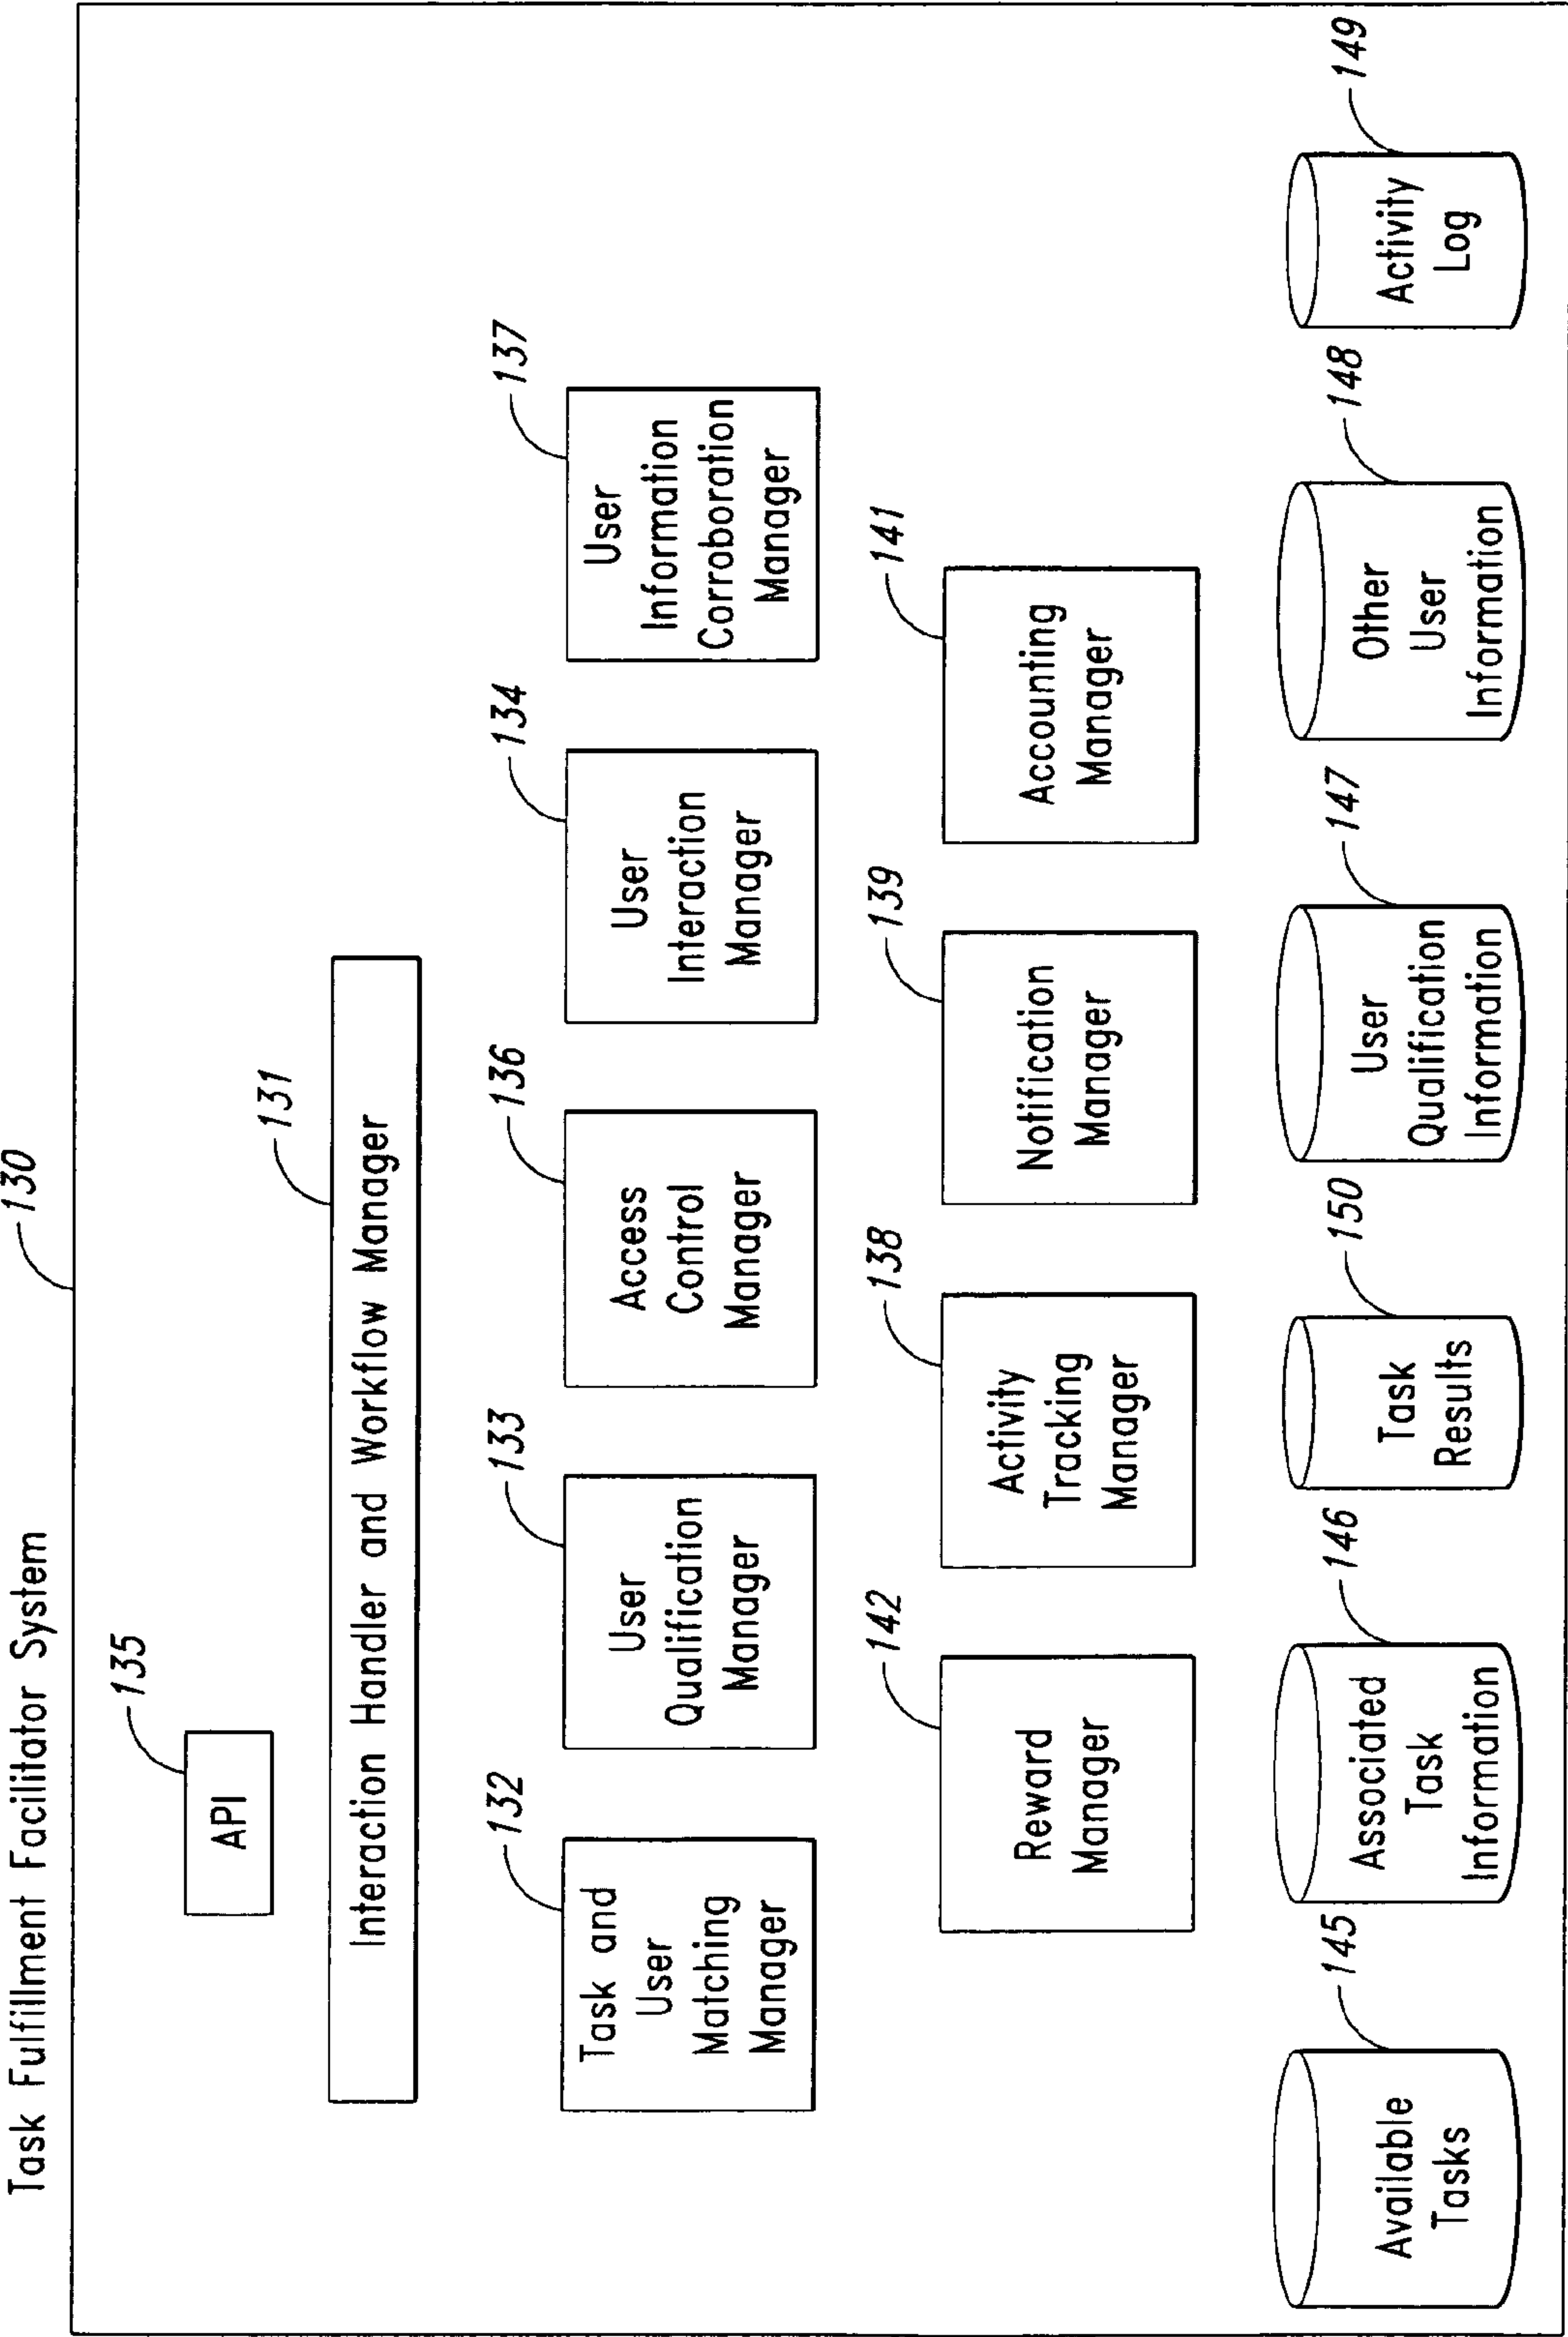 Task Fulfillment Facilitator System
130
135
API
131
Interaction Handler and Workflow Manager
132
Task and
User
Matching
Manager
133
User
Qualification
Manager
136
Access
Control
Manager
134
User
Interaction
Manager
137
User
Information
Corroboration
Manager
142
Reward
Manager
138
Activity
Tracking
Manager
139
Notification
Manager
141
Accounting
Manager
145
Available
Tasks
146
Associated
Task
Information
150
Task
Results
147
User
Qualification
Information
148
Other
User
Information
149
Activity
Log